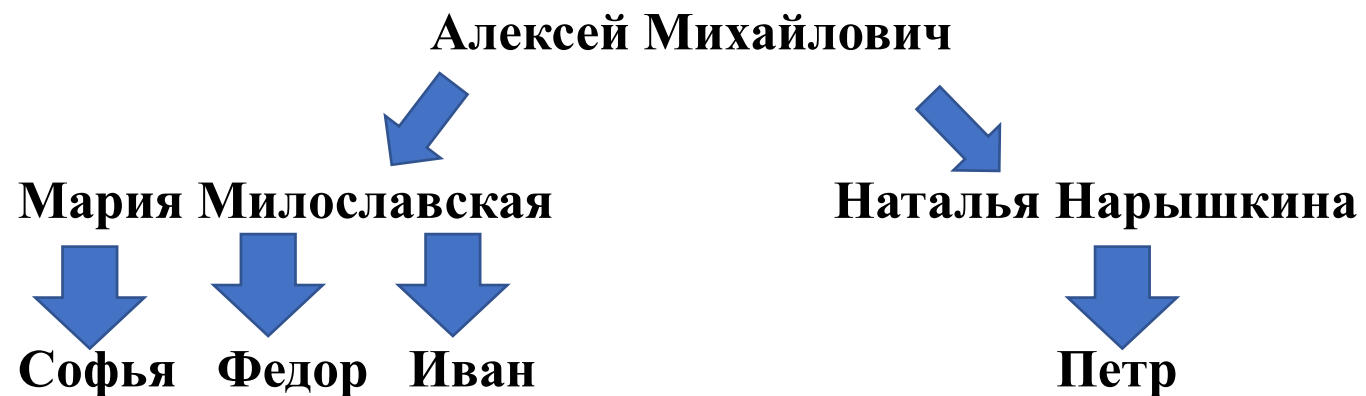 Алексей Михайлович
Мария Милославская Наталья Нарышкина
Софья Федор Иван Петр